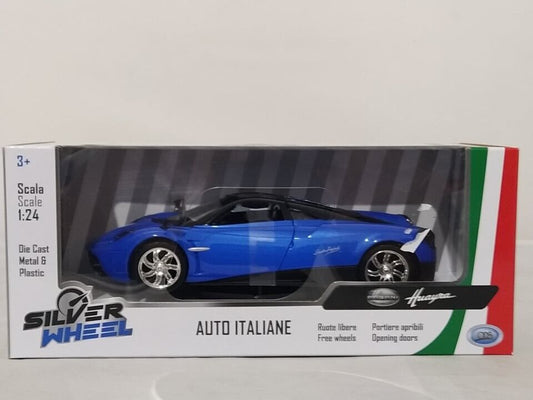 3+
Scala
Scale
1:24
Die Cast
Metal &
Plastic
SILVER
WHEEL
AUTO ITALIANE
PAGANI
Huayra
Ruote libere
Free wheels
Portiere apribili
Opening doors